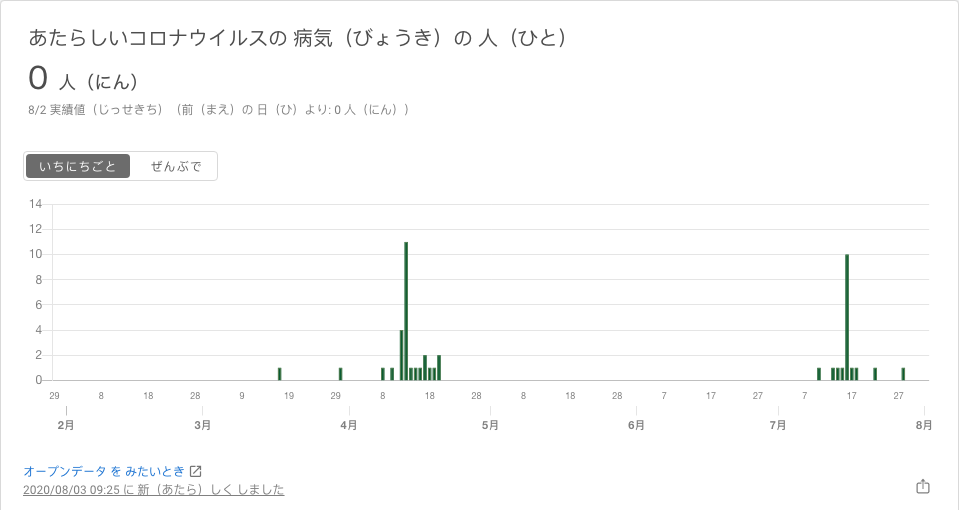 あたらしいコロナウイルスの 病気（びょうき）の 人（ひと）
0 人（にん）
8/2 実績値（じっせきち）（前（まえ）の 日（ひ）より: 0 人（にん））
いちにちごと ぜんぶで
14
12
10
8
6
4
2
0
29 8 18 28 9 19 29 8 18 28 8 18 28 7 17 27 7 17 27
2月 3月 4月 5月 6月 7月 8月
オープンデータ を みたいとき
2020/08/03 09:25 に 新（あたら）しく しました